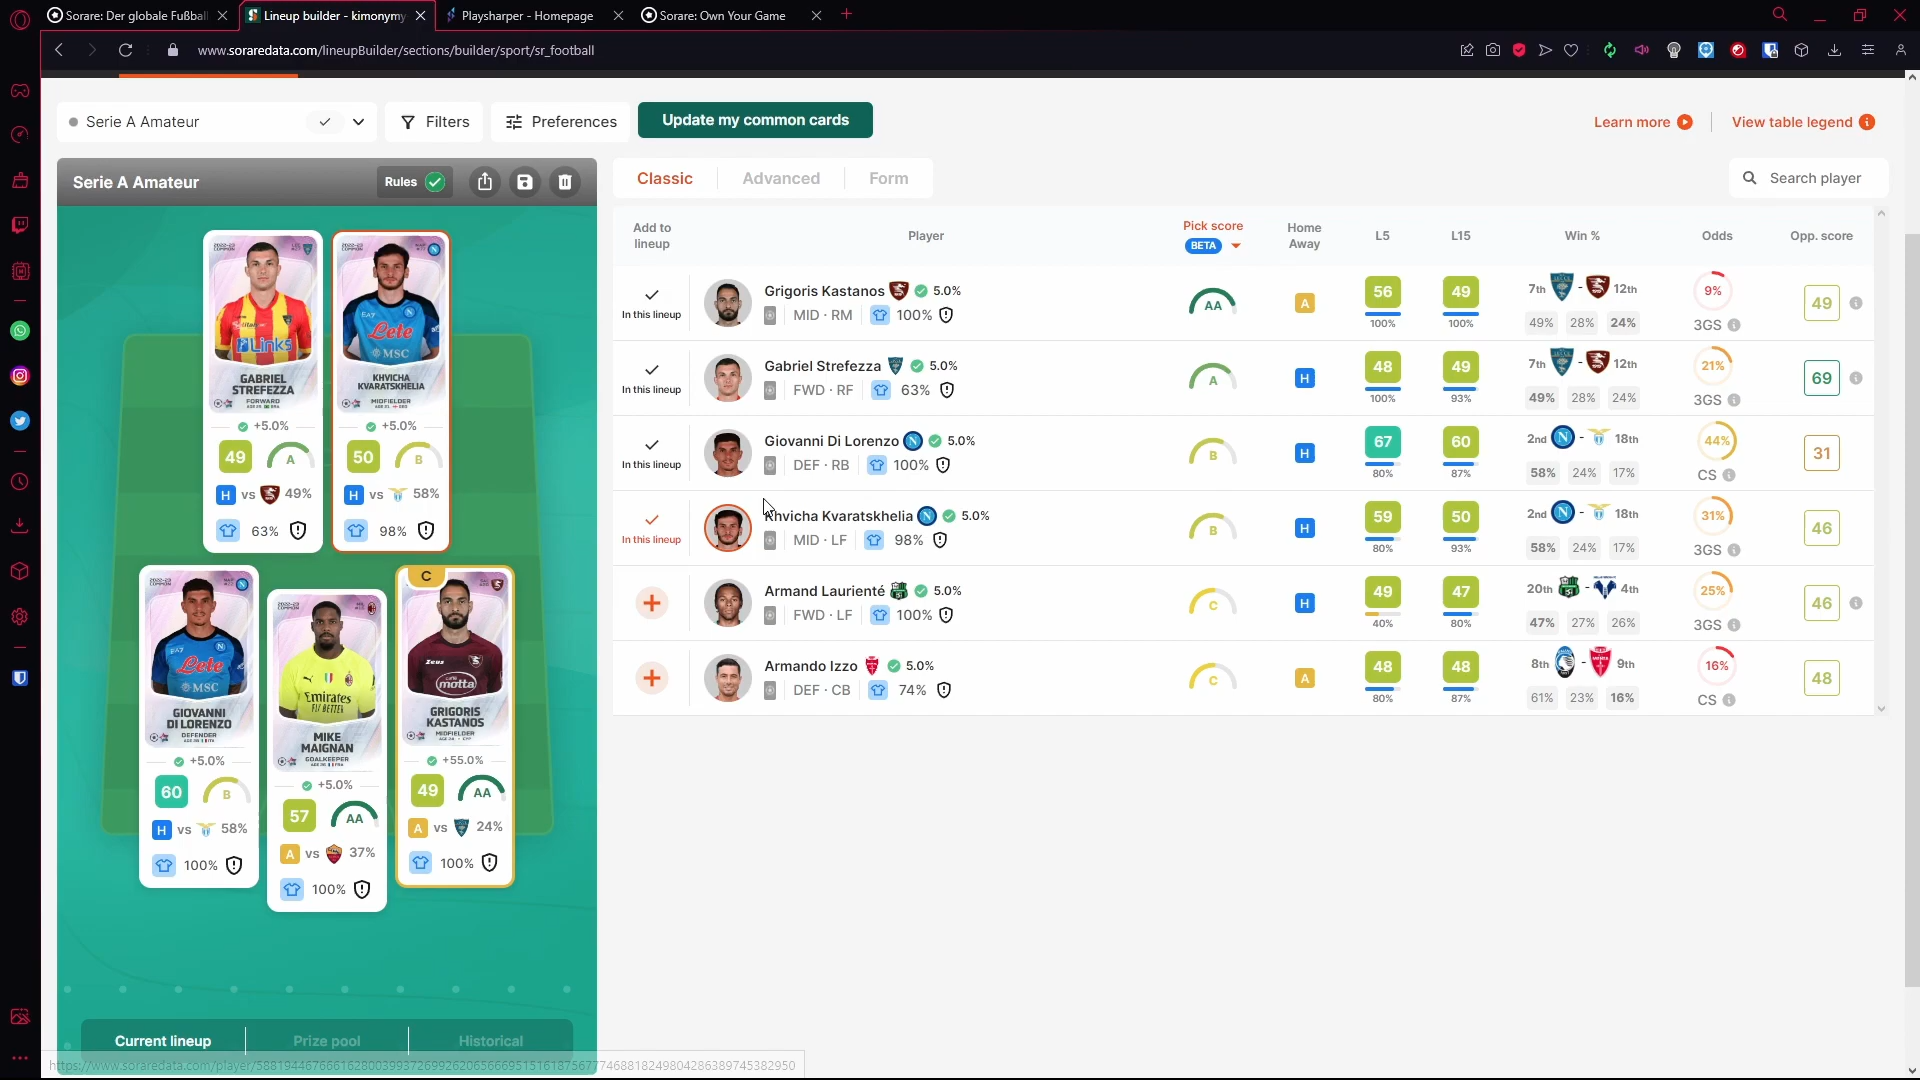 Sorare: Der globale Fußball
Lineup builder - kimonymy
Playsharper - Homepage
Sorare: Own Your Game
www.soraredata.com/lineupBuilder/sections/builder/sport/sr_football
Serie A Amateur
Filters
Preferences
Update my common cards
Learn more
View table legend
Serie A Amateur
Rules
Classic
Advanced
Form
Search player
Add to
lineup
Player
Pick score
BETA
Home
Away
L5
L15
Win %
Odds
Opp. score
In this lineup
Grigoris Kastanos 5.0%
MID · RM 100%
AA
A
56
100%
49
100%
7th - 12th
49% 28% 24%
9%
3GS
49
In this lineup
Gabriel Strefezza 5.0%
FWD · RF 63%
A
H
48
100%
49
93%
7th - 12th
49% 28% 24%
21%
3GS
69
In this lineup
Giovanni Di Lorenzo 5.0%
DEF · RB 100%
B
H
67
80%
60
87%
2nd - 18th
58% 24% 17%
44%
CS
31
In this lineup
Khvicha Kvaratskhelia 5.0%
MID · LF 98%
B
H
59
80%
50
93%
2nd - 18th
58% 24% 17%
31%
3GS
46
Armand Laurienté 5.0%
FWD · LF 100%
C
H
49
40%
47
80%
20th - 4th
47% 27% 26%
25%
3GS
46
Armando Izzo 5.0%
DEF · CB 74%
C
A
48
80%
48
87%
8th - 9th
61% 23% 16%
16%
CS
48
GABRIEL
STREFEZZA
FORWARD
+5.0%
49 A
H vs 49%
63%
KHVICHA
KVARATSKHELIA
MIDFIELDER
+5.0%
50 B
H vs 58%
98%
Lete
MSC
GIOVANNI
DI LORENZO
DEFENDER
+5.0%
60 B
H vs 58%
100%
Emirates
FLY BETTER
MIKE
MAIGNAN
GOALKEEPER
+5.0%
57 AA
A vs 37%
100%
C
Zeus
motta
GRIGORIS
KASTANOS
MIDFIELDER
+55.0%
49 AA
A vs 24%
100%
Current lineup
Prize pool
Historical